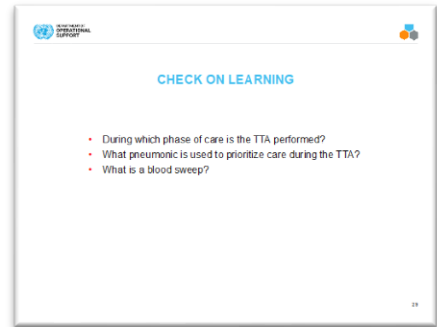 DEPARTMENT OF
OPERATIONAL
SUPPORT
CHECK ON LEARNING
• During which phase of care is the TTA performed?
• What pneumonic is used to prioritize care during the TTA?
• What is a blood sweep?